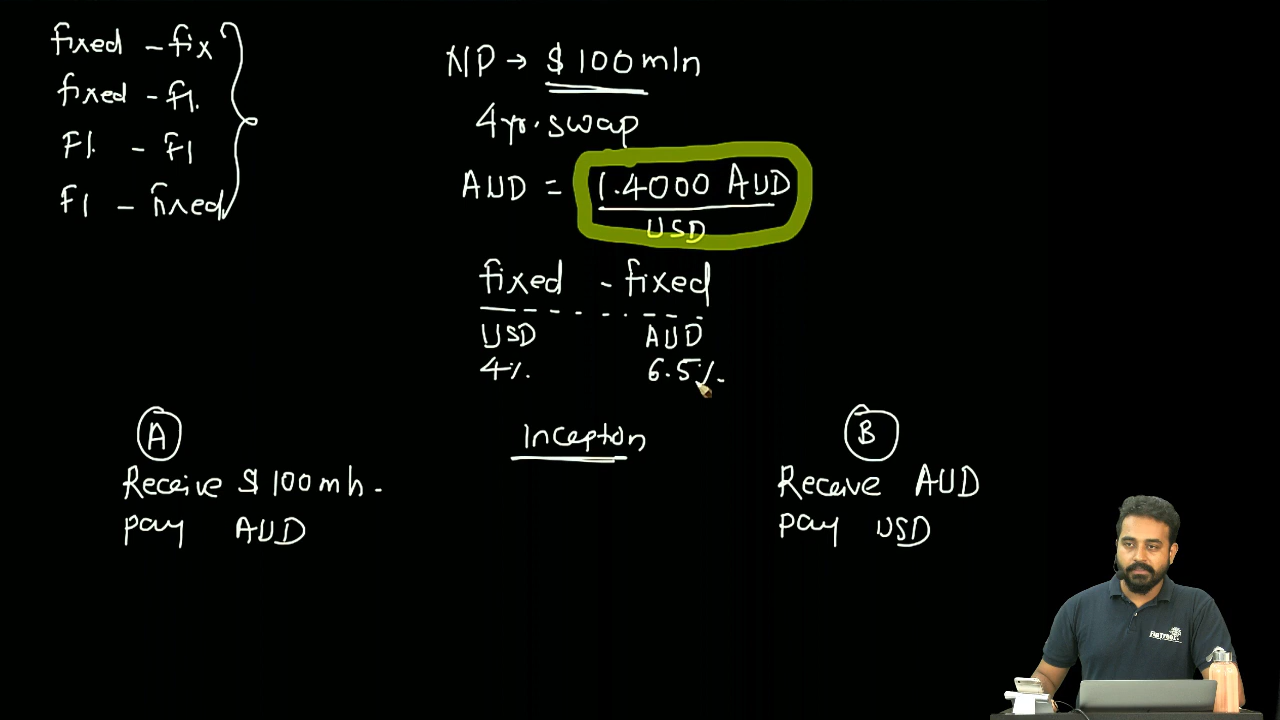 fixed - fix
fixed - Fl.
Fl. - Fl
Fl - fixed
NP → $ 100 mln
4yr. swap
AUD = 1.4000 AUD
USD
fixed - fixed
USD AUD
4% 6.5%
A
Receive $ 100 mln.
pay AUD
Inception
B
Receive AUD
pay USD